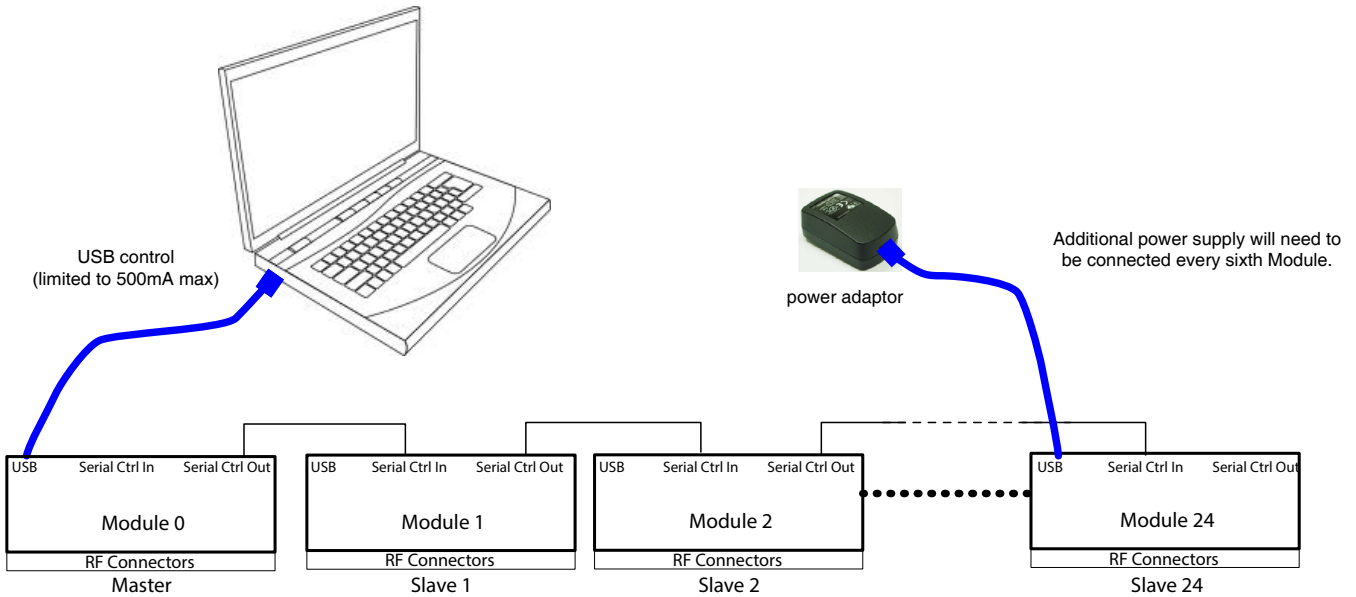 USB control
(limited to 500mA max)
Additional power supply will need to
be connected every sixth Module.
power adaptor
USB Serial Ctrl In Serial Ctrl Out
Module 0
RF Connectors
Master
USB Serial Ctrl In Serial Ctrl Out
Module 1
RF Connectors
Slave 1
USB Serial Ctrl In Serial Ctrl Out
Module 2
RF Connectors
Slave 2
USB Serial Ctrl In Serial Ctrl Out
Module 24
RF Connectors
Slave 24